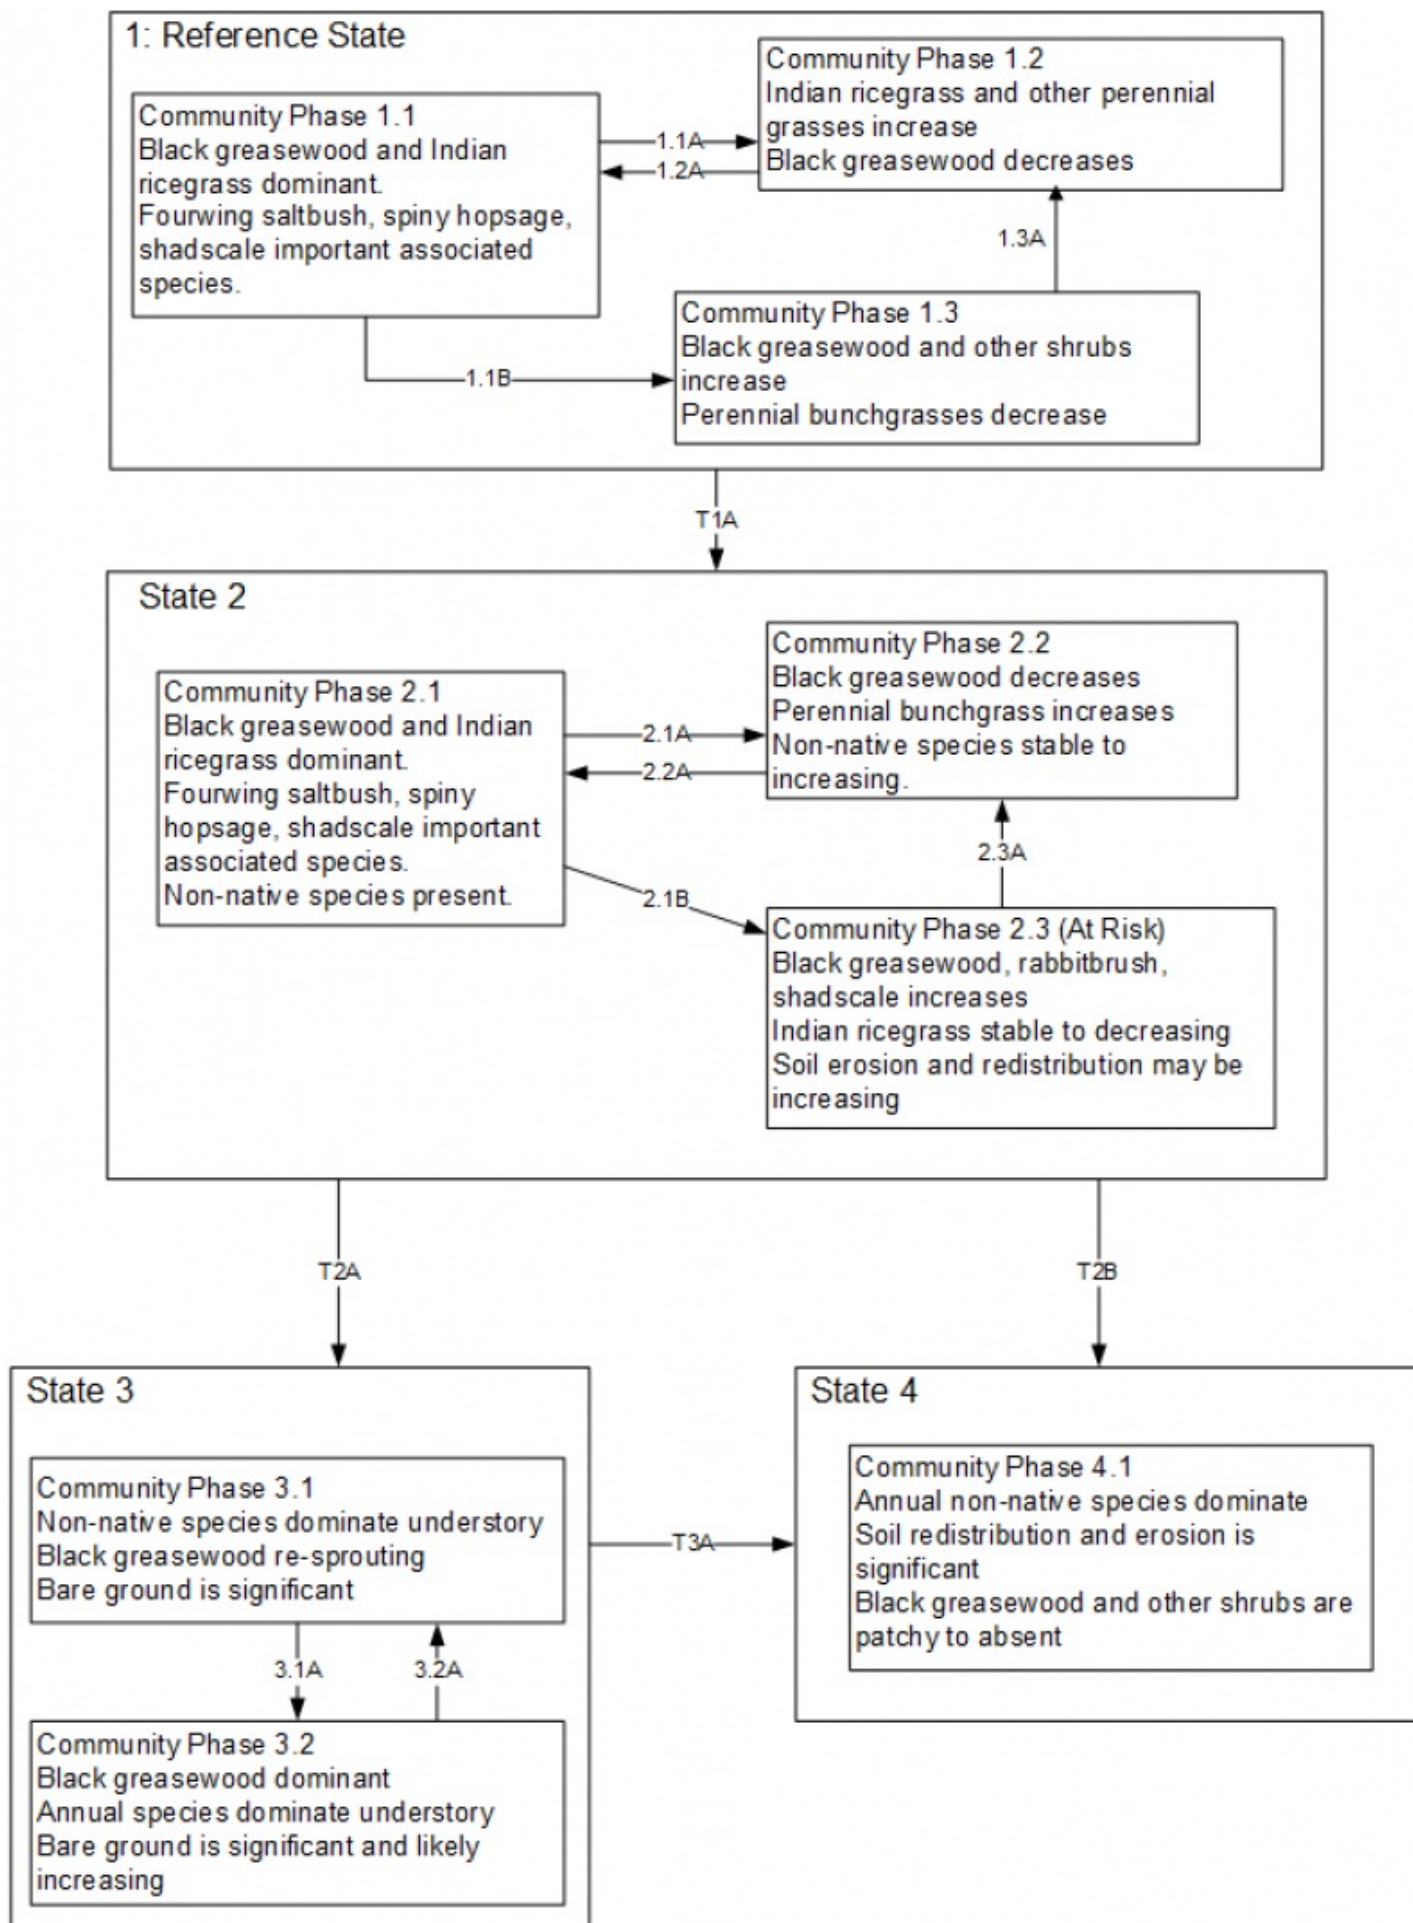 1: Reference State
Community Phase 1.1
Black greasewood and Indian
ricegrass dominant.
Fourwing saltbush, spiny hopsage,
shadscale important associated
species.
1.1A
1.2A
Community Phase 1.2
Indian ricegrass and other perennial
grasses increase
Black greasewood decreases
1.3A
1.1B
Community Phase 1.3
Black greasewood and other shrubs
increase
Perennial bunchgrasses decrease
T1A
State 2
Community Phase 2.1
Black greasewood and Indian
ricegrass dominant.
Fourwing saltbush, spiny
hopsage, shadscale important
associated species.
Non-native species present.
2.1A
2.2A
Community Phase 2.2
Black greasewood decreases
Perennial bunchgrass increases
Non-native species stable to
increasing.
2.3A
2.1B
Community Phase 2.3 (At Risk)
Black greasewood, rabbitbrush,
shadscale increases
Indian ricegrass stable to decreasing
Soil erosion and redistribution may be
increasing
T2A
T2B
State 3
Community Phase 3.1
Non-native species dominate understory
Black greasewood re-sprouting
Bare ground is significant
3.1A
3.2A
Community Phase 3.2
Black greasewood dominant
Annual species dominate understory
Bare ground is significant and likely
increasing
T3A
State 4
Community Phase 4.1
Annual non-native species dominate
Soil redistribution and erosion is
significant
Black greasewood and other shrubs are
patchy to absent